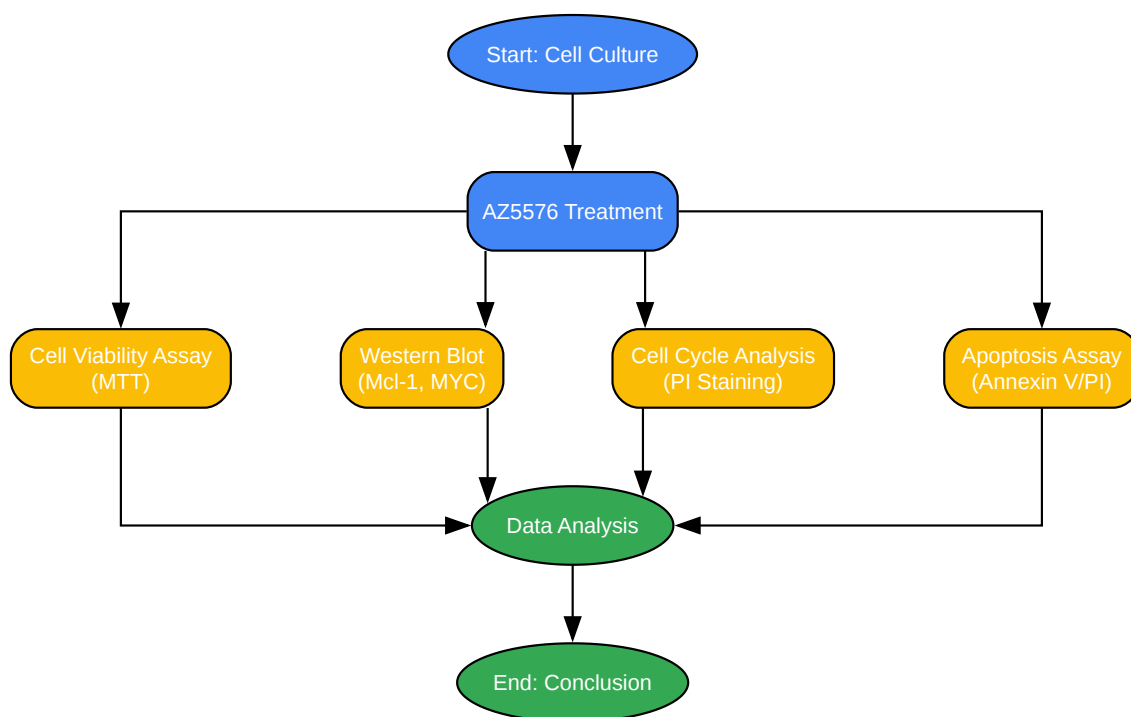 Start: Cell Culture
AZ5576 Treatment
Cell Viability Assay
(MTT)
Western Blot
(Mcl-1, MYC)
Cell Cycle Analysis
(PI Staining)
Apoptosis Assay
(Annexin V/PI)
Data Analysis
End: Conclusion